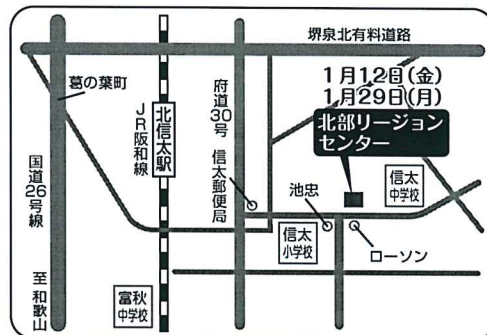 堺泉北有料道路
1月12日(金)
1月29日(月)
北部リージョン
センター
葛の葉町
北信太駅
JR阪和線
府道30号
信太郵便局
国道26号線
至 和歌山
池忠
信太
中学校
信太
小学校
ローソン
富秋
中学校